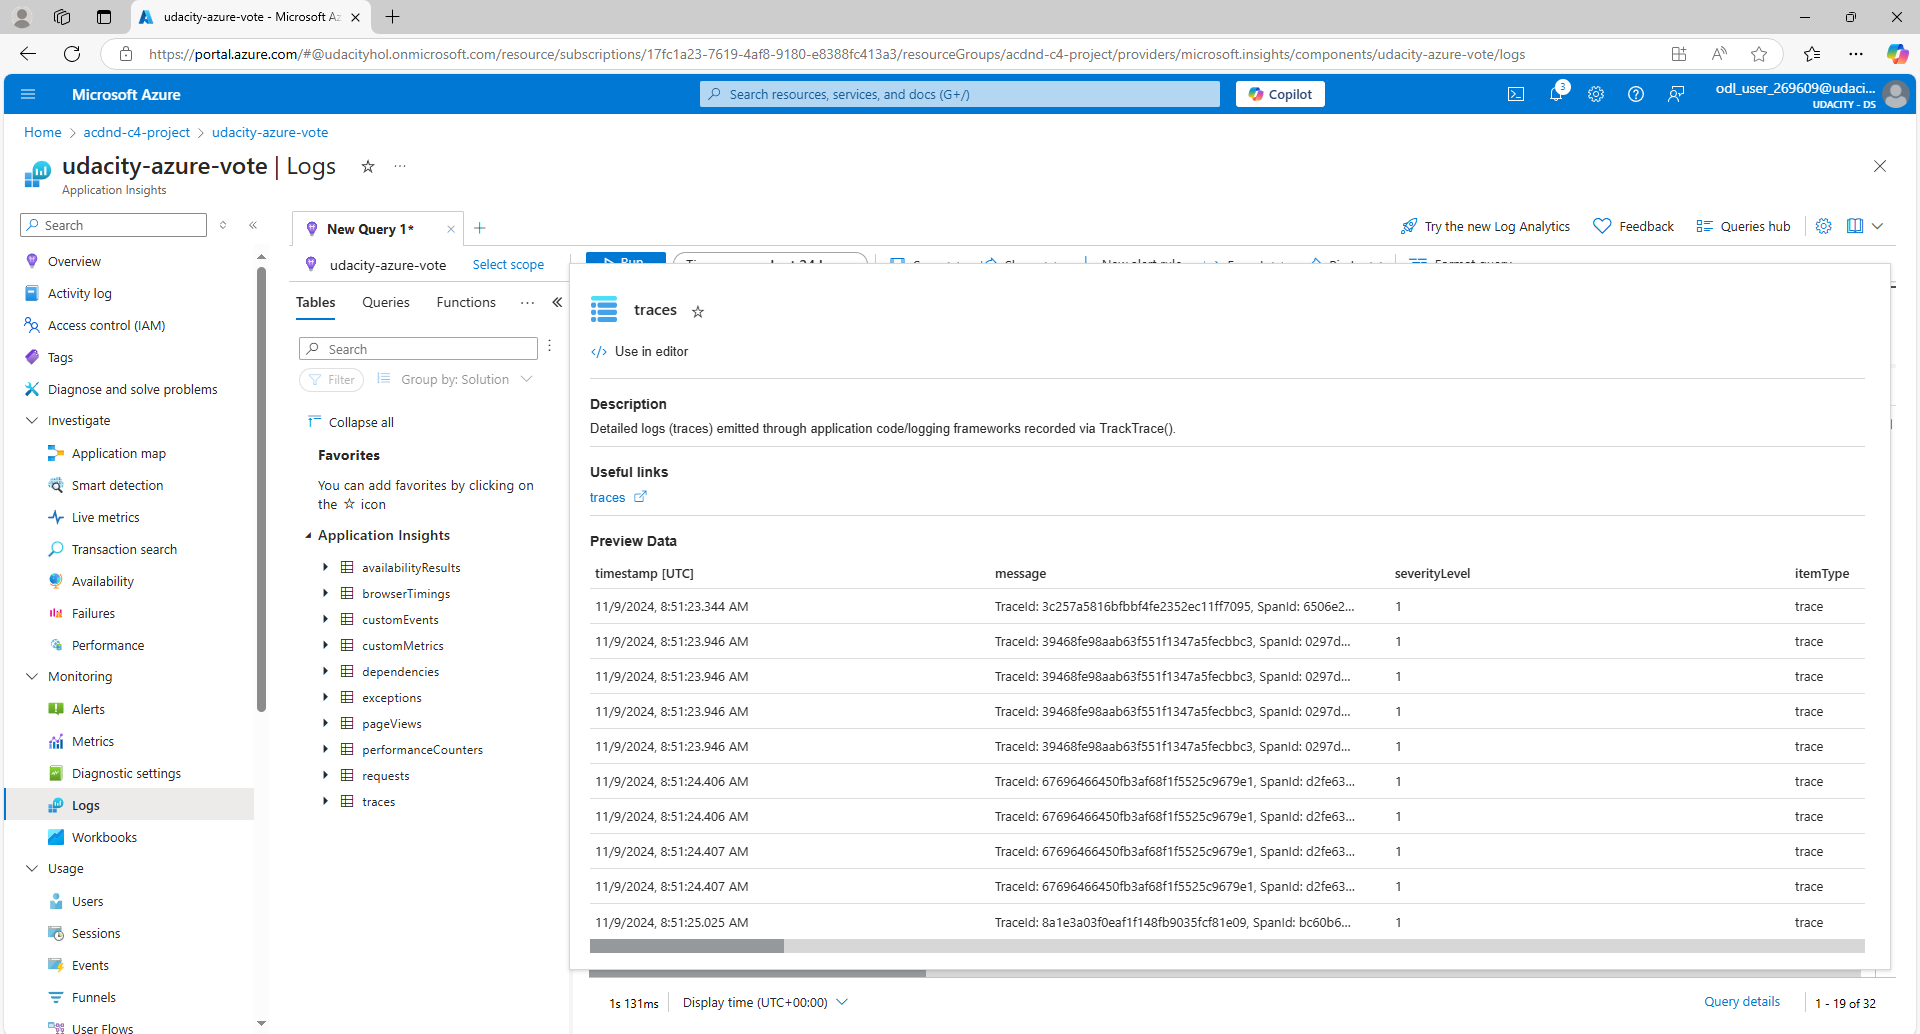 udacity-azure-vote - Microsoft Az
https://portal.azure.com/#@udacityhol.onmicrosoft.com/resource/subscriptions/17fc1a23-7619-4af8-9180-e8388fc413a3/resourceGroups/acdnd-c4-project/providers/microsoft.insights/components/udacity-azure-vote/logs
Microsoft Azure
Search resources, services, and docs (G+/)
Copilot
3
odl_user_269609@udaci...
UDACITY - DS
Home > acdnd-c4-project > udacity-azure-vote
udacity-azure-vote | Logs
Application Insights
Search
Overview
Activity log
Access control (IAM)
Tags
Diagnose and solve problems
Investigate
Application map
Smart detection
Live metrics
Transaction search
Availability
Failures
Performance
Monitoring
Alerts
Metrics
Diagnostic settings
Logs
Workbooks
Usage
Users
Sessions
Events
Funnels
User Flows
New Query 1*
Try the new Log Analytics
Feedback
Queries hub
udacity-azure-vote
Select scope
Run
Format query
Tables
Queries
Functions
Search
Filter
Group by: Solution
Collapse all
Favorites
You can add favorites by clicking on
the ☆ icon
Application Insights
availabilityResults
browserTimings
customEvents
customMetrics
dependencies
exceptions
pageViews
performanceCounters
requests
traces
traces
</> Use in editor
Description
Detailed logs (traces) emitted through application code/logging frameworks recorded via TrackTrace().
Useful links
traces
Preview Data
timestamp [UTC] message severityLevel itemType
11/9/2024, 8:51:23.344 AM TraceId: 3c257a5816bfbbf4fe2352ec11ff7095, SpanId: 6506e2... 1 trace
11/9/2024, 8:51:23.946 AM TraceId: 39468fe98aab63f551f1347a5fecbbc3, SpanId: 0297d... 1 trace
11/9/2024, 8:51:23.946 AM TraceId: 39468fe98aab63f551f1347a5fecbbc3, SpanId: 0297d... 1 trace
11/9/2024, 8:51:23.946 AM TraceId: 39468fe98aab63f551f1347a5fecbbc3, SpanId: 0297d... 1 trace
11/9/2024, 8:51:23.946 AM TraceId: 39468fe98aab63f551f1347a5fecbbc3, SpanId: 0297d... 1 trace
11/9/2024, 8:51:24.406 AM TraceId: 67696466450fb3af68f1f5525c9679e1, SpanId: d2fe63... 1 trace
11/9/2024, 8:51:24.406 AM TraceId: 67696466450fb3af68f1f5525c9679e1, SpanId: d2fe63... 1 trace
11/9/2024, 8:51:24.407 AM TraceId: 67696466450fb3af68f1f5525c9679e1, SpanId: d2fe63... 1 trace
11/9/2024, 8:51:24.407 AM TraceId: 67696466450fb3af68f1f5525c9679e1, SpanId: d2fe63... 1 trace
11/9/2024, 8:51:25.025 AM TraceId: 8a1e3a03f0eaf1f148fb9035fcf81e09, SpanId: bc60b6... 1 trace
1s 131ms
Display time (UTC+00:00)
Query details
1 - 19 of 32